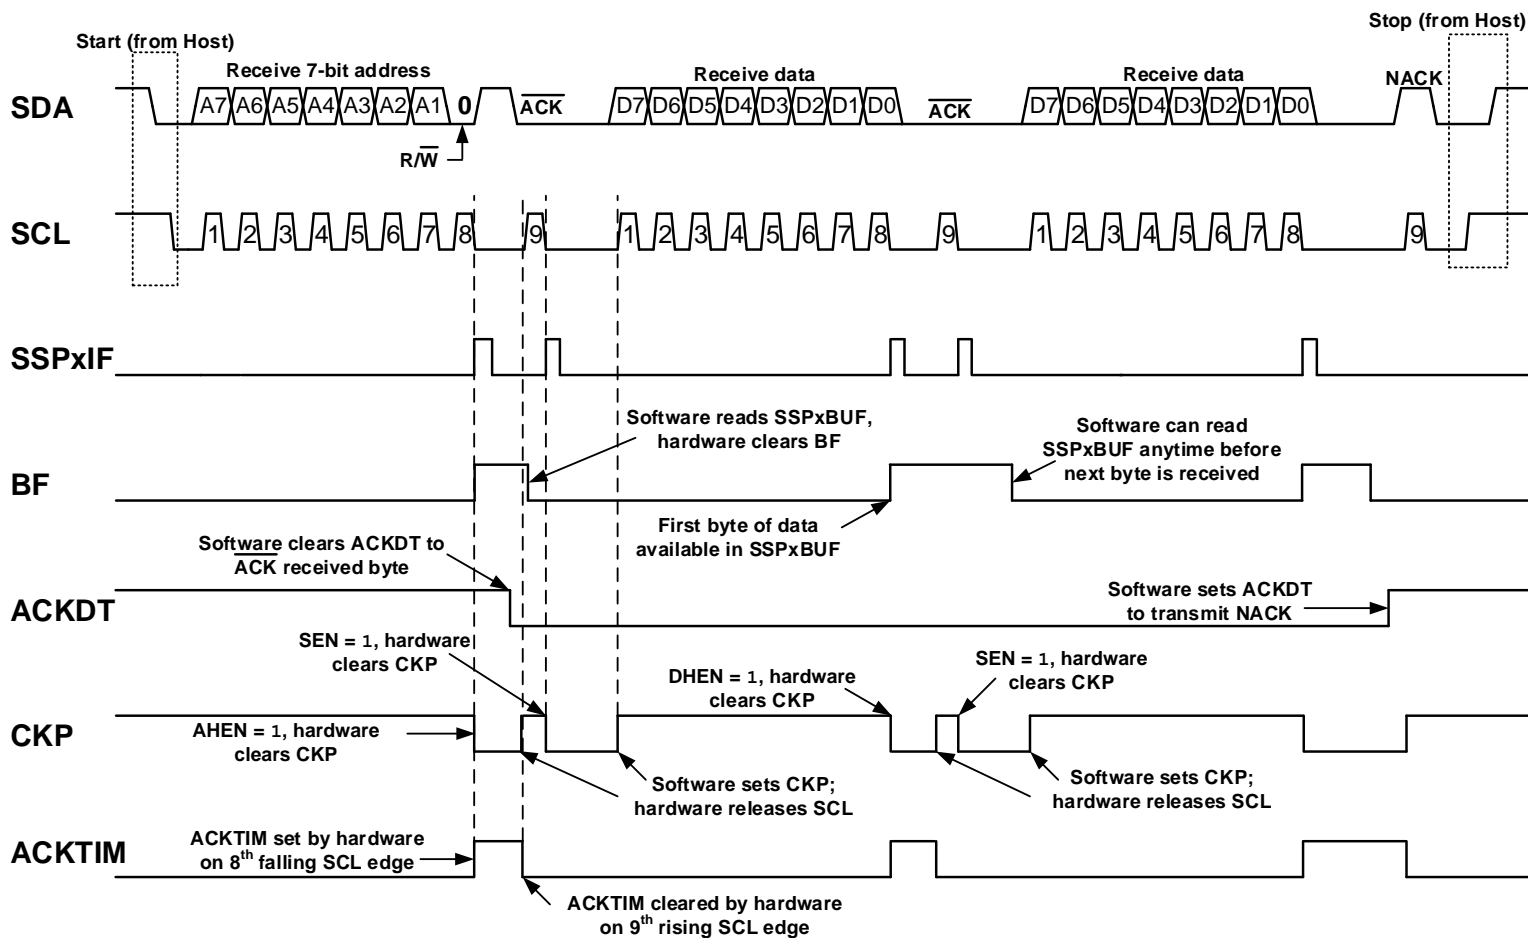 Start (from Host)
Stop (from Host)
Receive 7-bit address
Receive data
Receive data
NACK
SDA
A7 A6 A5 A4 A3 A2 A1 0
ACK
D7 D6 D5 D4 D3 D2 D1 D0
ACK
D7 D6 D5 D4 D3 D2 D1 D0
R/W
SCL
1 2 3 4 5 6 7 8 9
1 2 3 4 5 6 7 8 9
1 2 3 4 5 6 7 8 9
SSPxIF
Software reads SSPxBUF,
hardware clears BF
Software can read
SSPxBUF anytime before
next byte is received
BF
First byte of data
available in SSPxBUF
Software clears ACKDT to
ACK received byte
ACKDT
Software sets ACKDT
to transmit NACK
SEN = 1, hardware
clears CKP
DHEN = 1, hardware
clears CKP
SEN = 1, hardware
clears CKP
CKP
AHEN = 1, hardware
clears CKP
Software sets CKP;
hardware releases SCL
Software sets CKP;
hardware releases SCL
ACKTIM
ACKTIM set by hardware
on 8th falling SCL edge
ACKTIM cleared by hardware
on 9th rising SCL edge